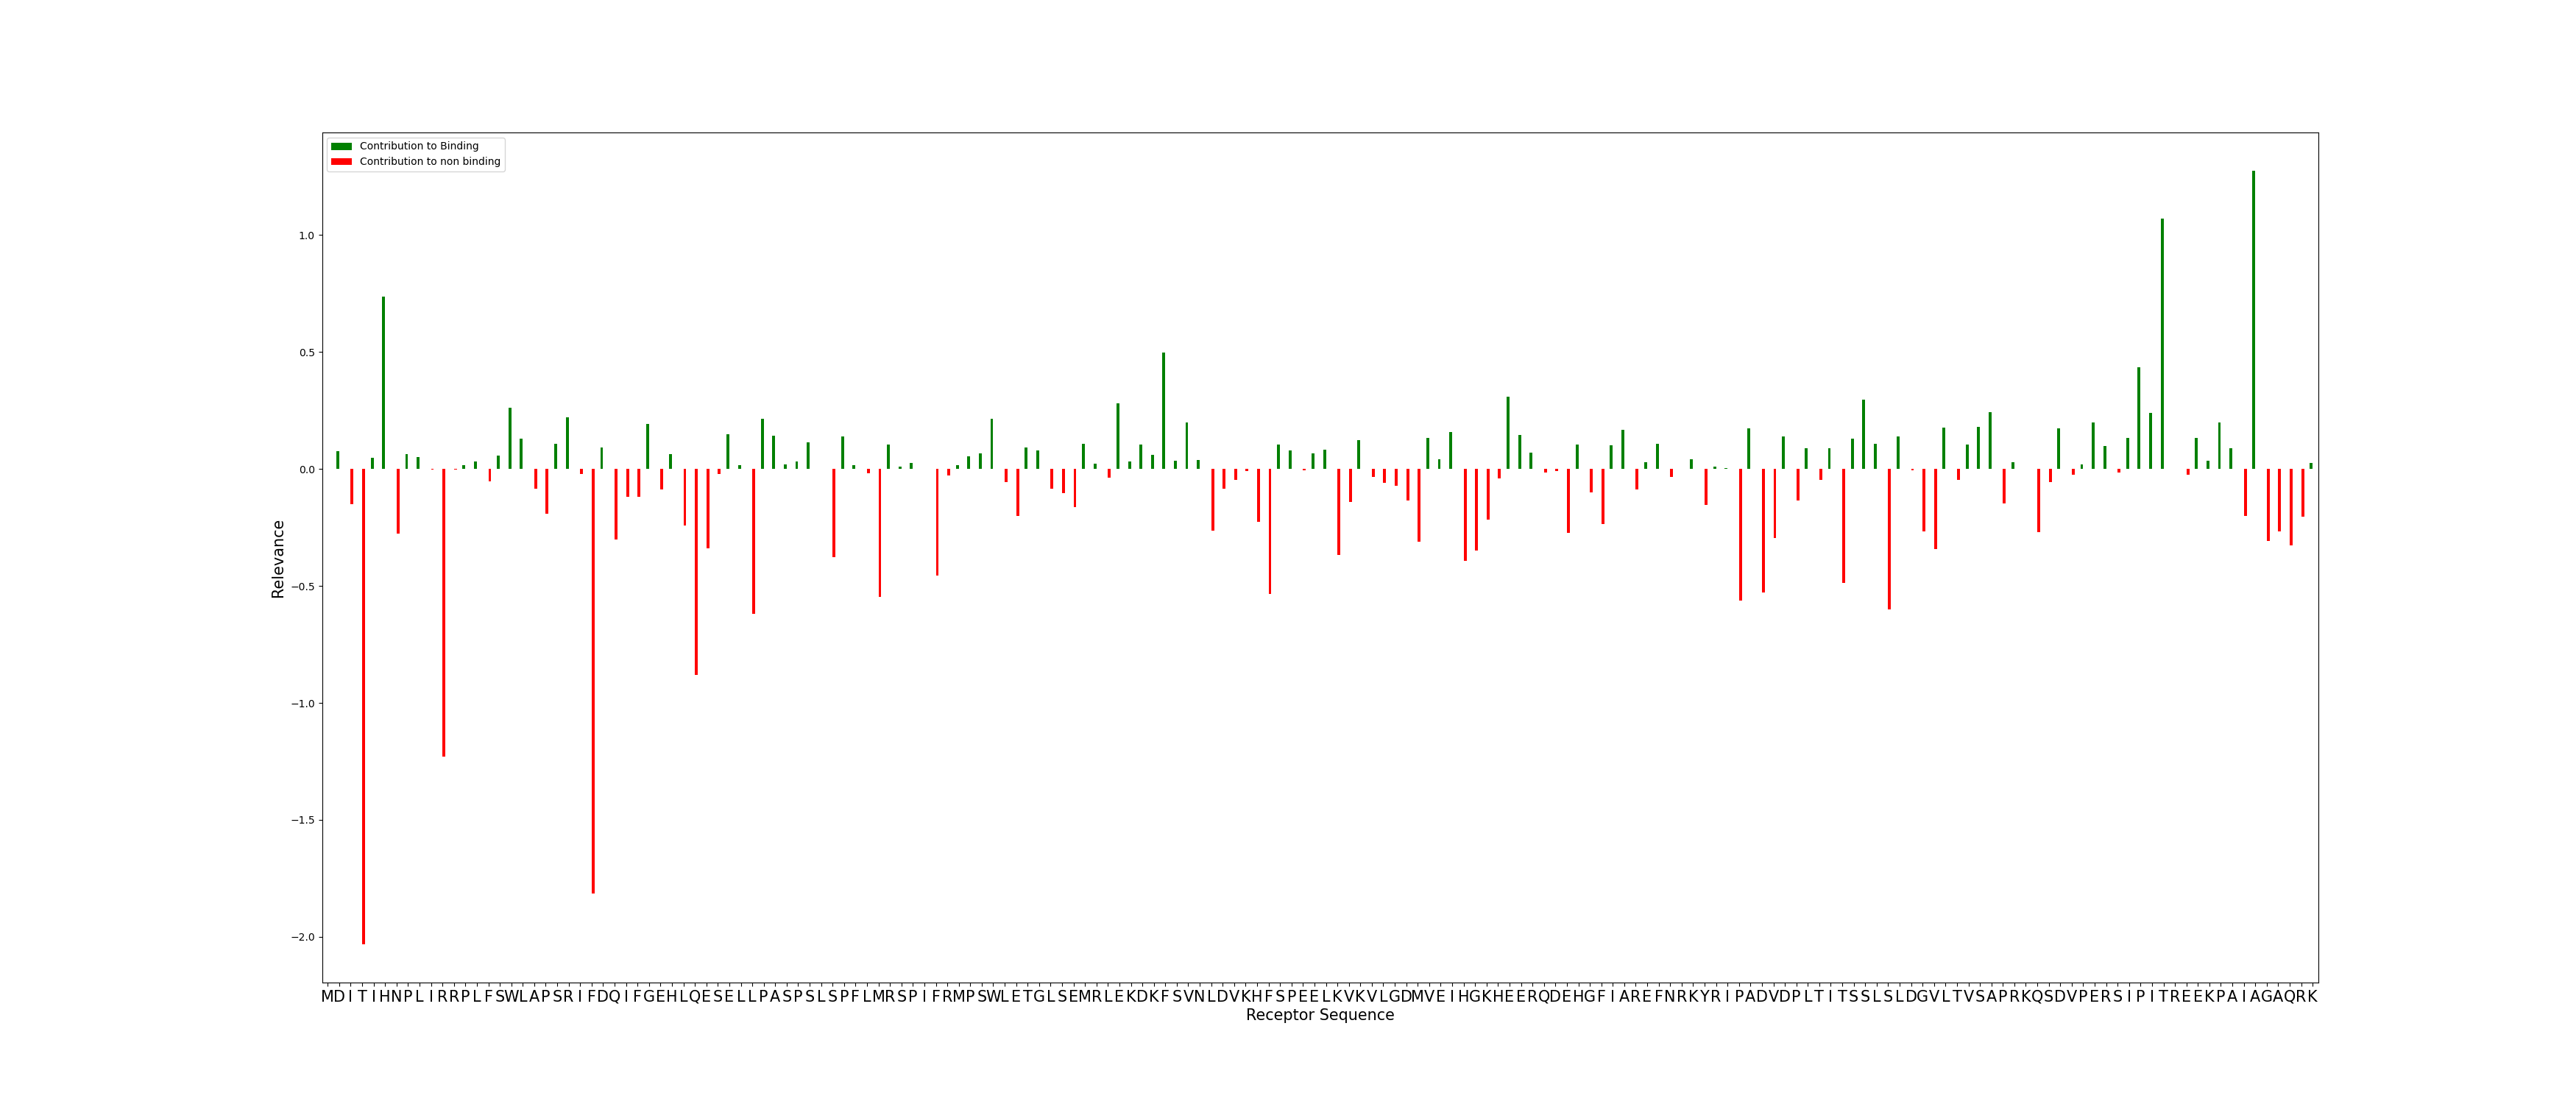 Contribution to Binding
Contribution to non binding
1.0
0.5
0.0
−0.5
−1.0
−1.5
−2.0
Relevance
MDITIHNPLIRRPLFSWLAPSRIFDQIFGEHLQESELLPASPSLSPFLMRSPIFRMPSWLETGLSEMRLEKDKFSVNLDVKHFSPEELKVKVLGDMVEIHGKHEERQDEHGFIAREFNRKYRIPADVDPLTITSSLSLDGVLTVSAPRKQSDVPERSIPITREEKPAIAGAQRK
Receptor Sequence